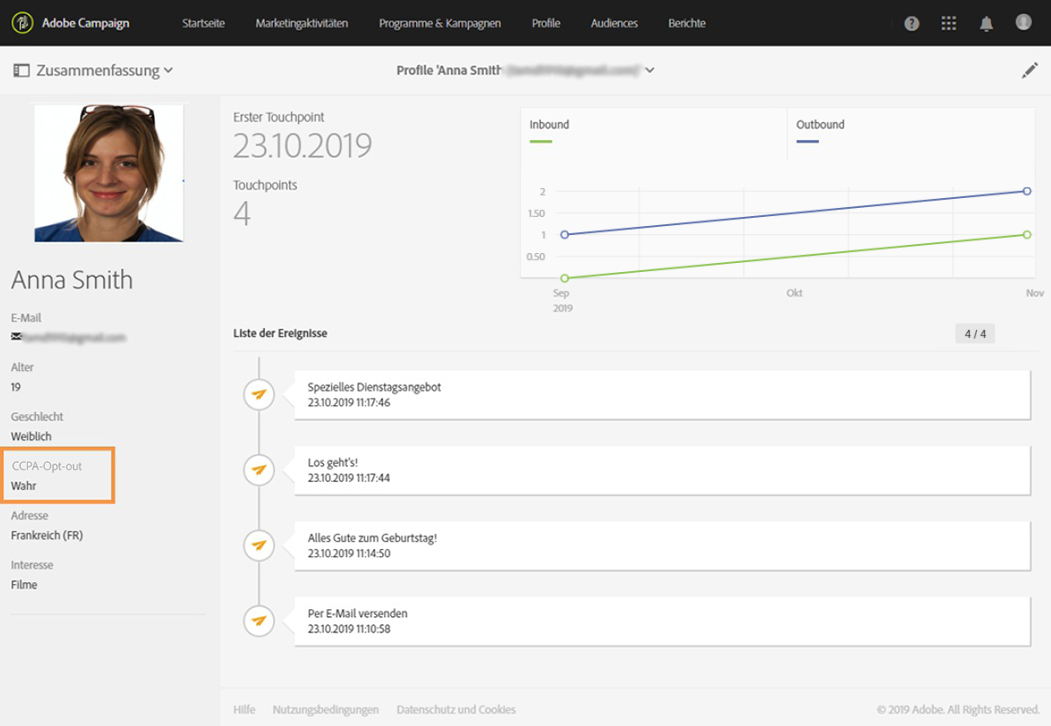 Adobe Campaign
Startseite
Marketingaktivitäten
Programme & Kampagnen
Profile
Audiences
Berichte
Zusammenfassung
Profile 'Anna Smith
Anna Smith
E-Mail
Alter
19
Geschlecht
Weiblich
CCPA-Opt-out
Wahr
Adresse
Frankreich (FR)
Interesse
Filme
Erster Touchpoint
23.10.2019
Touchpoints
4
Inbound
Outbound
2
1.50
1
0.50
Sep
2019
Okt
Nov
Liste der Ereignisse
4 / 4
Spezielles Dienstagsangebot
23.10.2019 11:17:46
Los geht's!
23.10.2019 11:17:44
Alles Gute zum Geburtstag!
23.10.2019 11:14:50
Per E-Mail versenden
23.10.2019 11:10:58
Hilfe
Nutzungsbedingungen
Datenschutz und Cookies
© 2019 Adobe. All Rights Reserved.